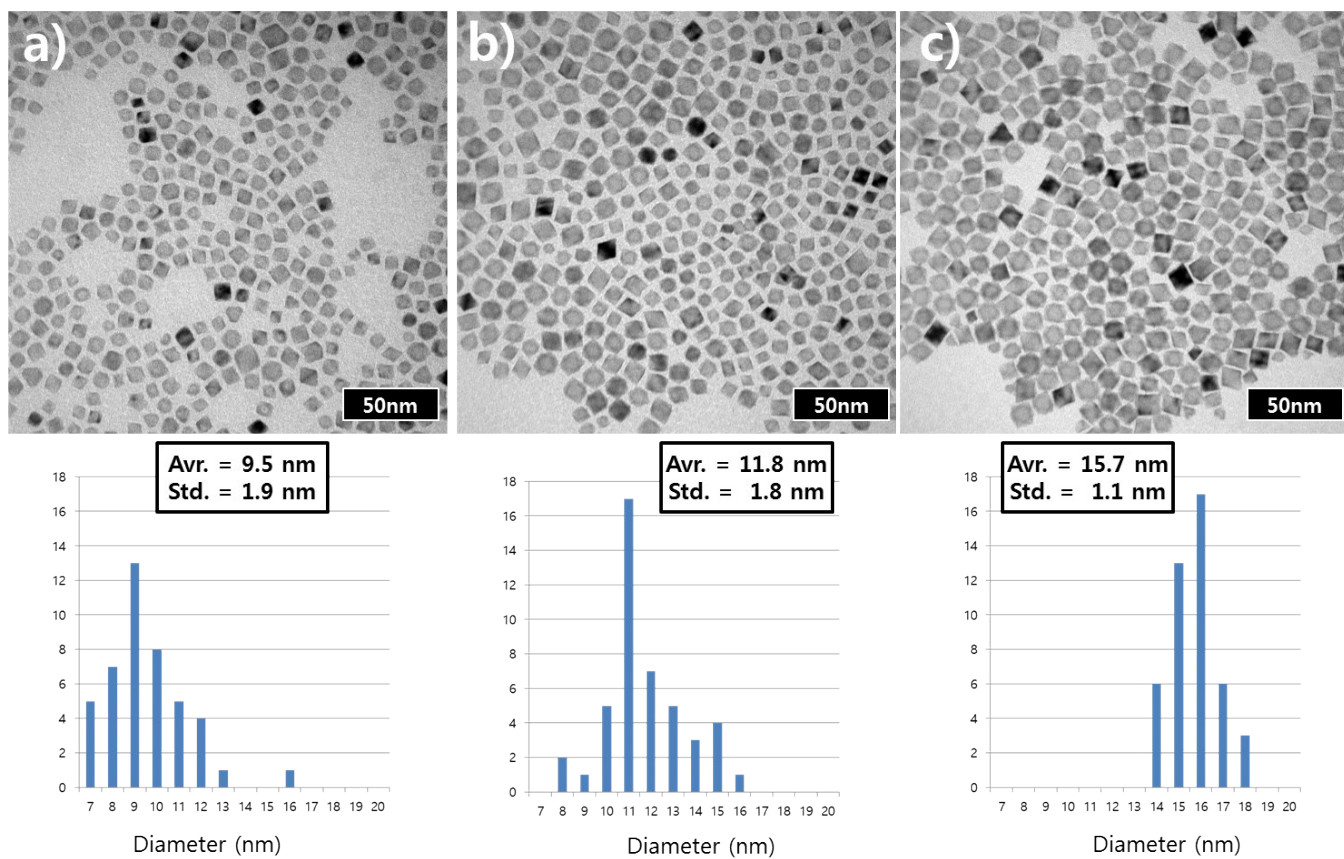 a) b) c)
50nm 50nm 50nm
Avr. = 9.5 nm
Std. = 1.9 nm
18
16
14
12
10
8
6
4
2
0
7 8 9 10 11 12 13 14 15 16 17 18 19 20
Diameter (nm)
Avr. = 11.8 nm
Std. = 1.8 nm
18
16
14
12
10
8
6
4
2
0
7 8 9 10 11 12 13 14 15 16 17 18 19 20
Diameter (nm)
Avr. = 15.7 nm
Std. = 1.1 nm
18
16
14
12
10
8
6
4
2
0
7 8 9 10 11 12 13 14 15 16 17 18 19 20
Diameter (nm)